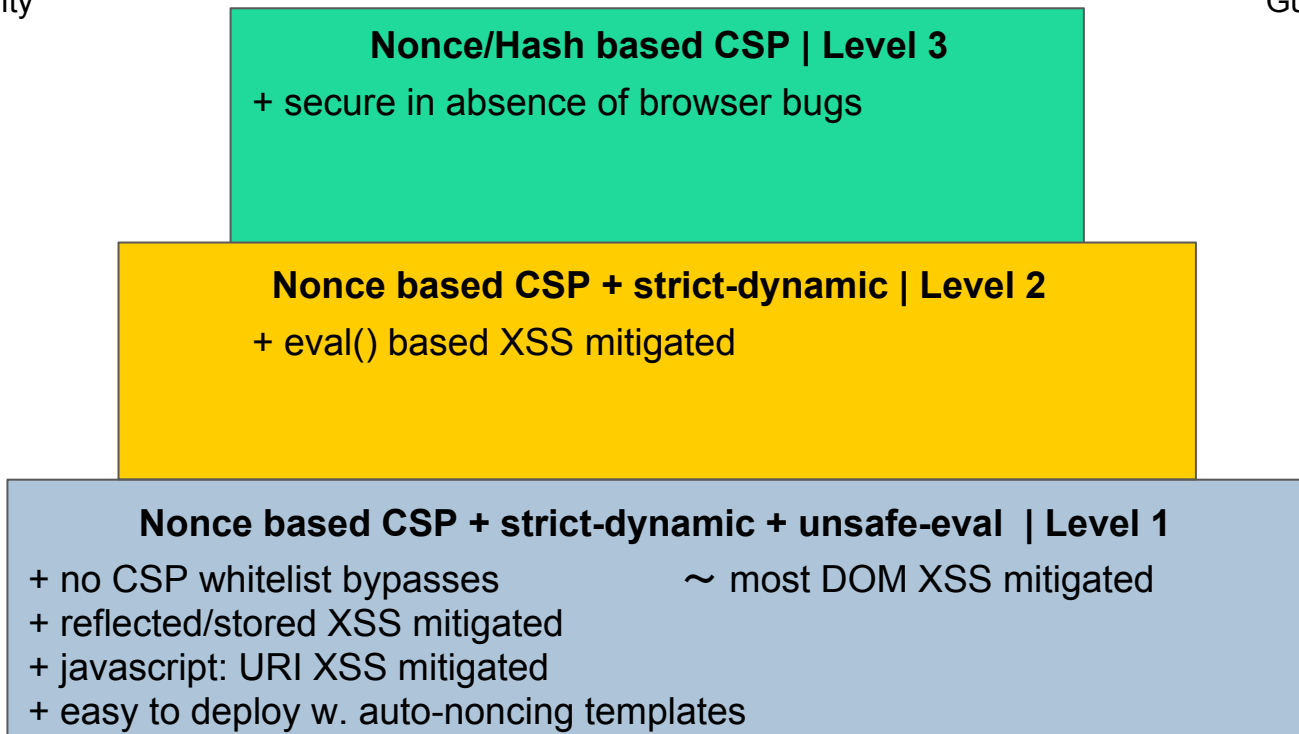 Nonce/Hash based CSP | Level 3
+ secure in absence of browser bugs
Nonce based CSP + strict-dynamic | Level 2
+ eval() based XSS mitigated
Nonce based CSP + strict-dynamic + unsafe-eval | Level 1
+ no CSP whitelist bypasses ~ most DOM XSS mitigated
+ reflected/stored XSS mitigated
+ javascript: URI XSS mitigated
+ easy to deploy w. auto-noncing templates